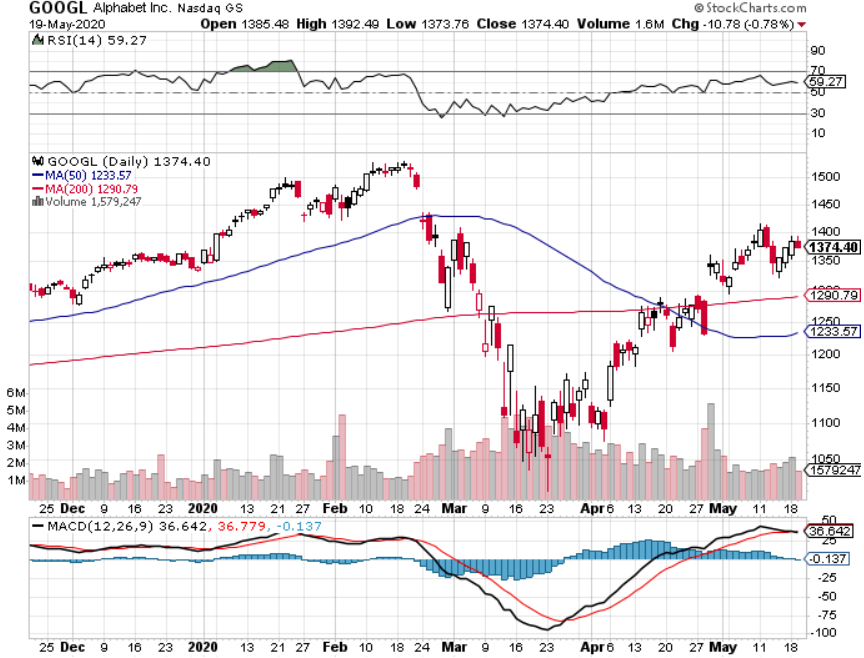 GOOGL Alphabet Inc. Nasdaq GS © StockCharts.com
19-May-2020 Open 1385.48 High 1392.49 Low 1373.76 Close 1374.40 Volume 1.6M Chg -10.78 (-0.78%)
RSI(14) 59.27
90
70
59.27
50
30
10
GOOGL (Daily) 1374.40
MA(50) 1233.57
MA(200) 1290.79
Volume 1,579,247
1500
1450
1400
1374.40
1350
1290.79
1250
1233.57
1200
1150
1100
1050
6M
5M
4M
3M
2M
1M
1579247
25 Dec 9 16 23 2020 13 21 27 Feb 10 18 24 Mar 9 16 23 Apr 6 13 20 27 May 11 18
MACD(12,26,9) 36.642, 36.779, -0.137
50
36.642
25
-0.137
-25
-50
-75
-100
25 Dec 9 16 23 2020 13 21 27 Feb 10 18 24 Mar 9 16 23 Apr 6 13 20 27 May 11 18